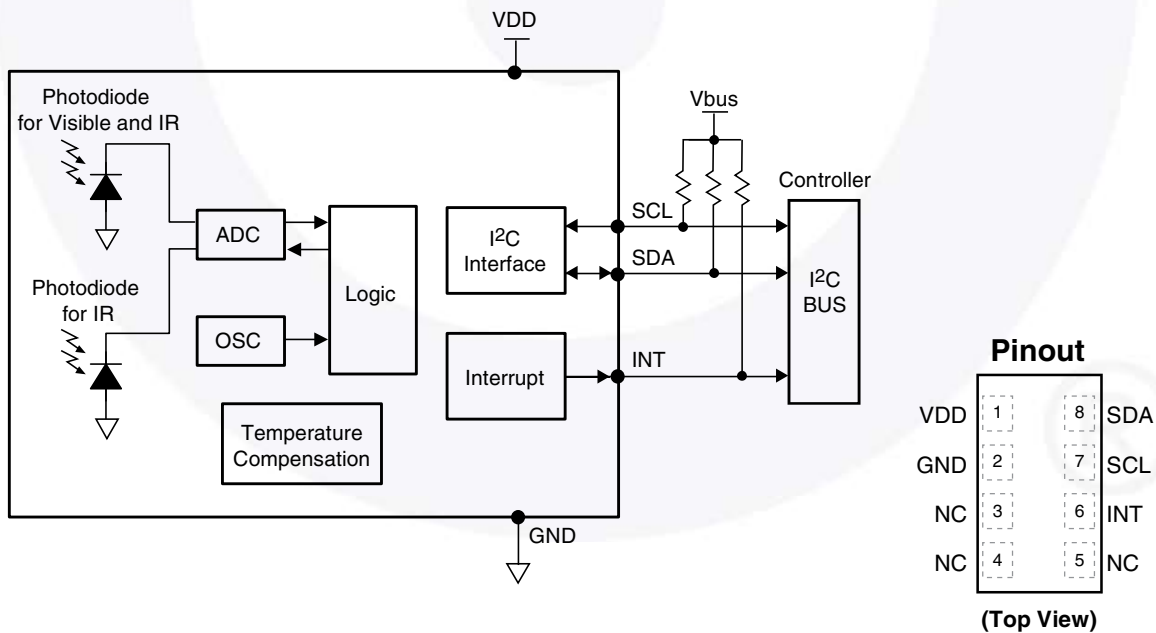 VDD
Photodiode
for Visible and IR
ADC
Logic
OSC
Photodiode
for IR
Temperature
Compensation
I²C
Interface
Interrupt
SCL
SDA
INT
Vbus
Controller
I²C
BUS
GND
Pinout
VDD 1 8 SDA
GND 2 7 SCL
NC 3 6 INT
NC 4 5 NC
(Top View)